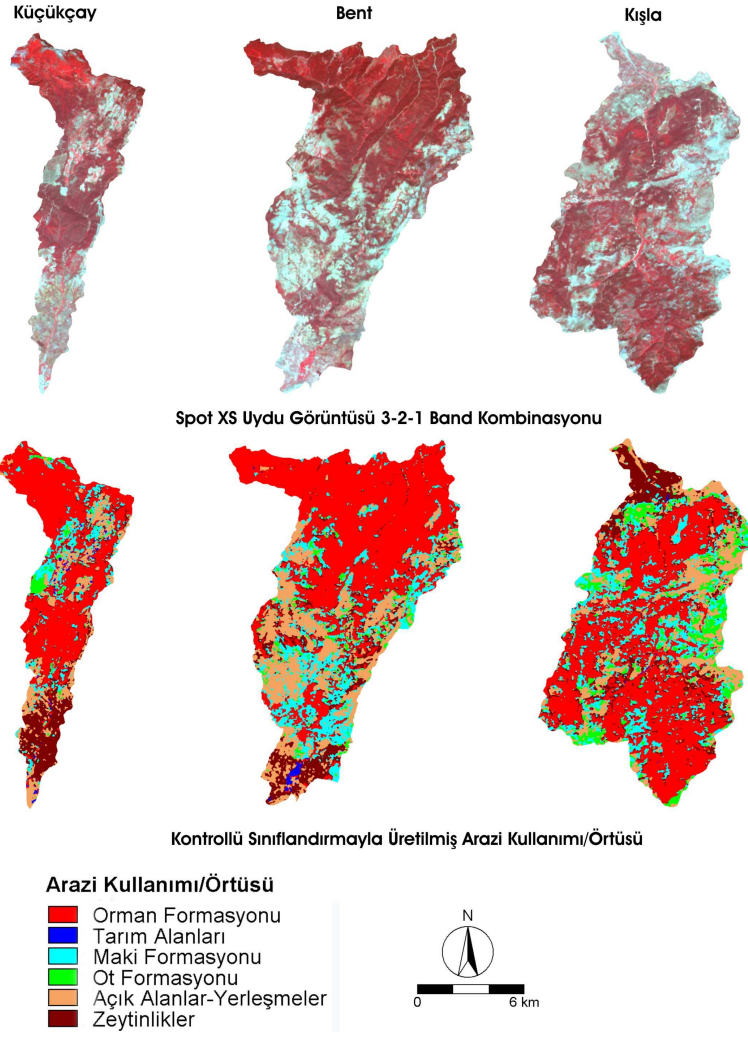 Küçükçay
Bent
Kışla
Spot XS Uydu Görüntüsü 3-2-1 Band Kombinasyonu
Kontrollü Sınıflandırmayla Üretilmiş Arazi Kullanımı/Örtüsü
Arazi Kullanımı/Örtüsü
Orman Formasyonu
Tarım Alanları
Maki Formasyonu
Ot Formasyonu
Açık Alanlar-Yerleşmeler
Zeytinlikler
N
0 6 km